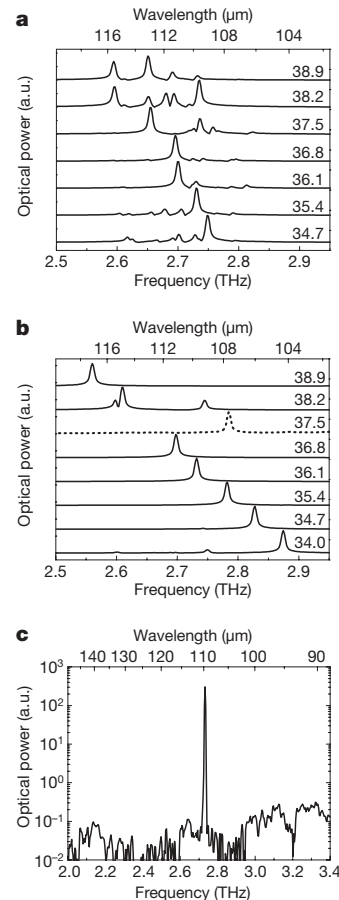 a
Wavelength (µm)
116 112 108 104
Optical power (a.u.)
38.9
38.2
37.5
36.8
36.1
35.4
34.7
2.5 2.6 2.7 2.8 2.9
Frequency (THz)
b
Wavelength (µm)
116 112 108 104
Optical power (a.u.)
38.9
38.2
37.5
36.8
36.1
35.4
34.7
34.0
2.5 2.6 2.7 2.8 2.9
Frequency (THz)
c
Wavelength (µm)
140 130 120 110 100 90
Optical power (a.u.)
10³
10²
10¹
10⁰
10⁻¹
10⁻²
2.0 2.2 2.4 2.6 2.8 3.0 3.2 3.4
Frequency (THz)